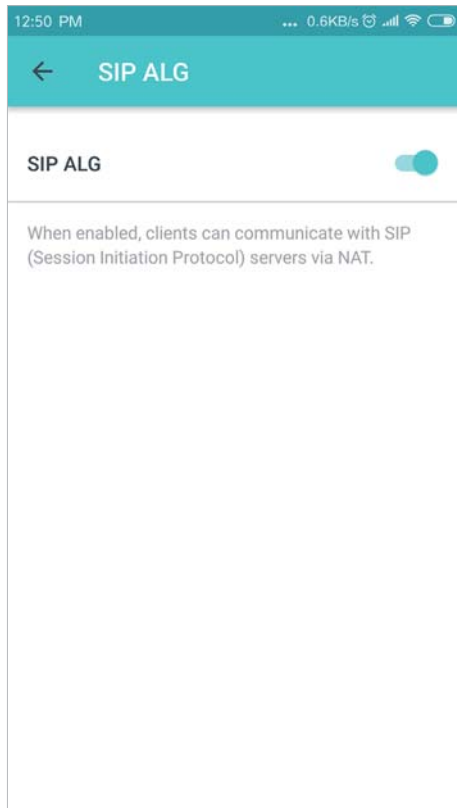 12:50 PM ... 0.6KB/s
SIP ALG
SIP ALG
When enabled, clients can communicate with SIP
(Session Initiation Protocol) servers via NAT.